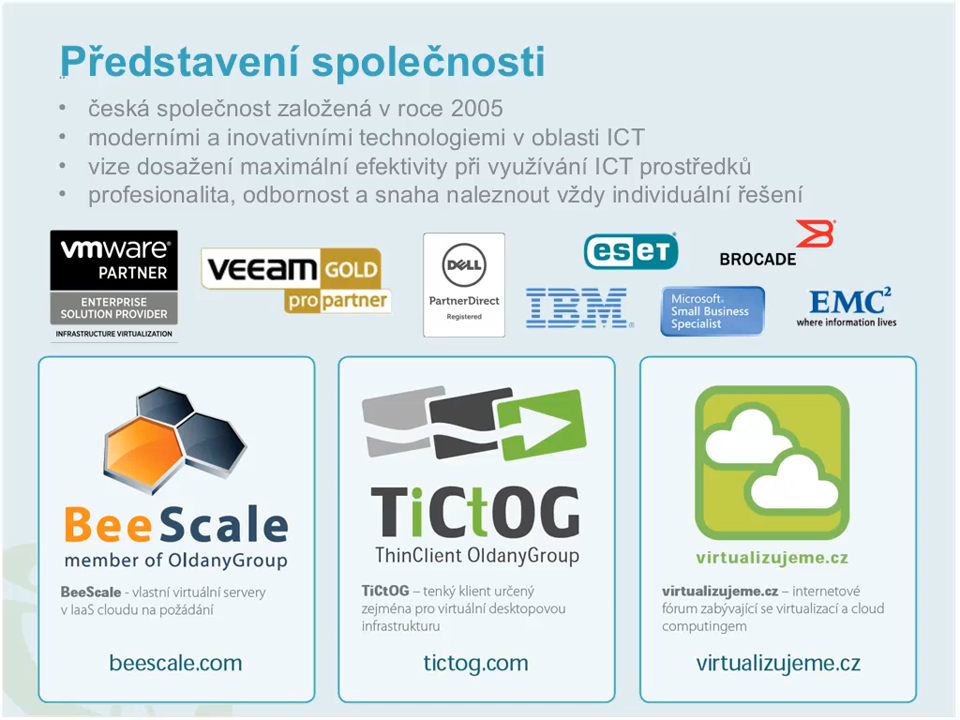 Představení společnosti
• česká společnost založená v roce 2005
• moderními a inovativními technologiemi v oblasti ICT
• vize dosažení maximální efektivity při využívání ICT prostředků
• profesionalita, odbornost a snaha naleznout vždy individuální řešení
vmware®
PARTNER
ENTERPRISE
SOLUTION PROVIDER
INFRASTRUCTURE VIRTUALIZATION
veeam GOLD
propartner
DELL
PartnerDirect
Registered
eseT®
BROCADE
IBM®
Microsoft®
Small Business
Specialist
EMC²
where information lives
BeeScale
member of OldanyGroup
BeeScale - vlastní virtuální servery
v IaaS cloudu na požádání
beescale.com
TiCtOG
ThinClient OldanyGroup
TiCtOG – tenký klient určený
zejména pro virtuální desktopovou
infrastrukturu
tictog.com
virtualizujeme.cz
virtualizujeme.cz – internetové
fórum zabývající se virtualizací a cloud
computingem
virtualizujeme.cz